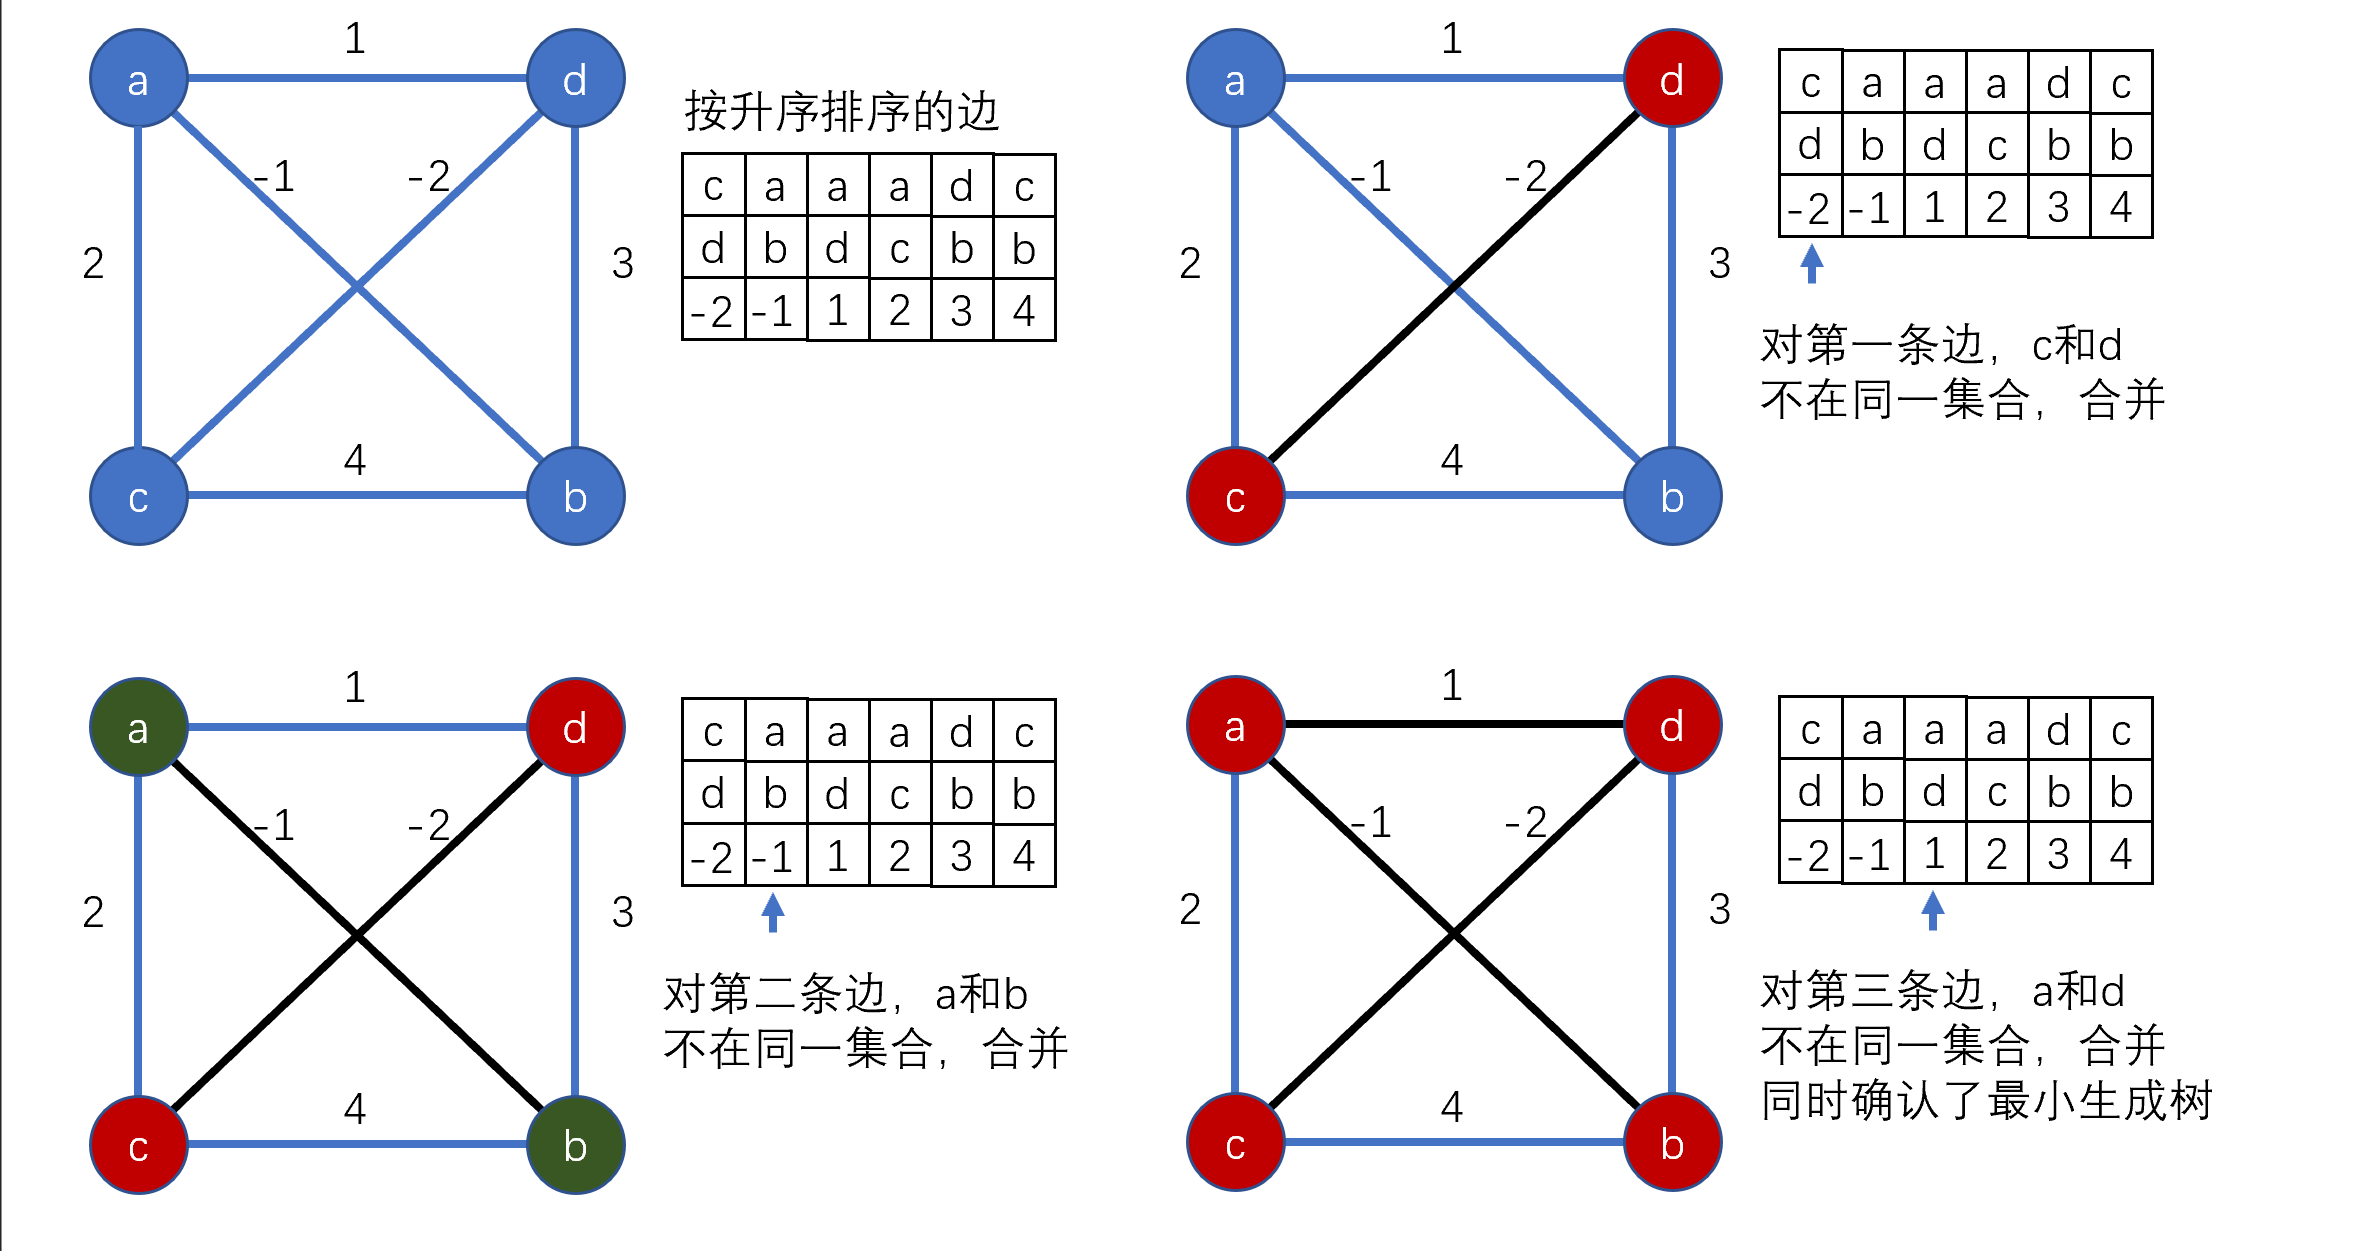 1
a d
-1 -2
2 3
4
c b
按升序排序的边
c a a a d c
d b d c b b
-2 -1 1 2 3 4
1
a d
-1 -2
2 3
4
c b
c a a a d c
d b d c b b
-2 -1 1 2 3 4
对第一条边，c和d
不在同一集合，合并
1
a d
-1 -2
2 3
4
c b
c a a a d c
d b d c b b
-2 -1 1 2 3 4
对第二条边，a和b
不在同一集合，合并
1
a d
-1 -2
2 3
4
c b
c a a a d c
d b d c b b
-2 -1 1 2 3 4
对第三条边，a和d
不在同一集合，合并
同时确认了最小生成树